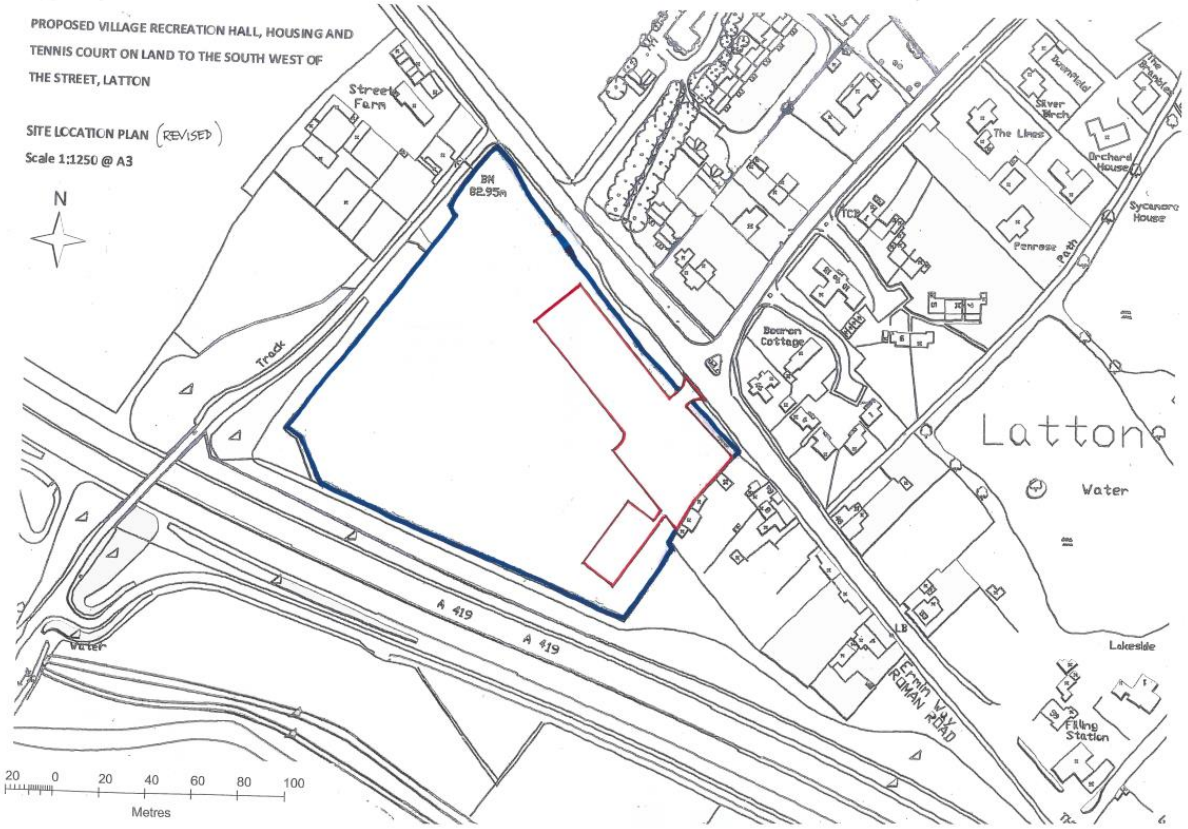 PROPOSED VILLAGE RECREATION HALL, HOUSING AND
TENNIS COURT ON LAND TO THE SOUTH WEST OF
THE STREET, LATTON
SITE LOCATION PLAN (REVISED)
Scale 1:1250 @ A3
N
Street
Farm
BM
82.95m
Track
TCB
The Limes
Silver
Birch
Orchard
House
The Brambles
Sycamore
House
Penrose
Path
Cottage
Latton
Water
A 419
A 419
Water
LB
Ermin Way
ROMAN ROAD
Lakeside
Filling
Station
20 0 20 40 60 80 100
Metres